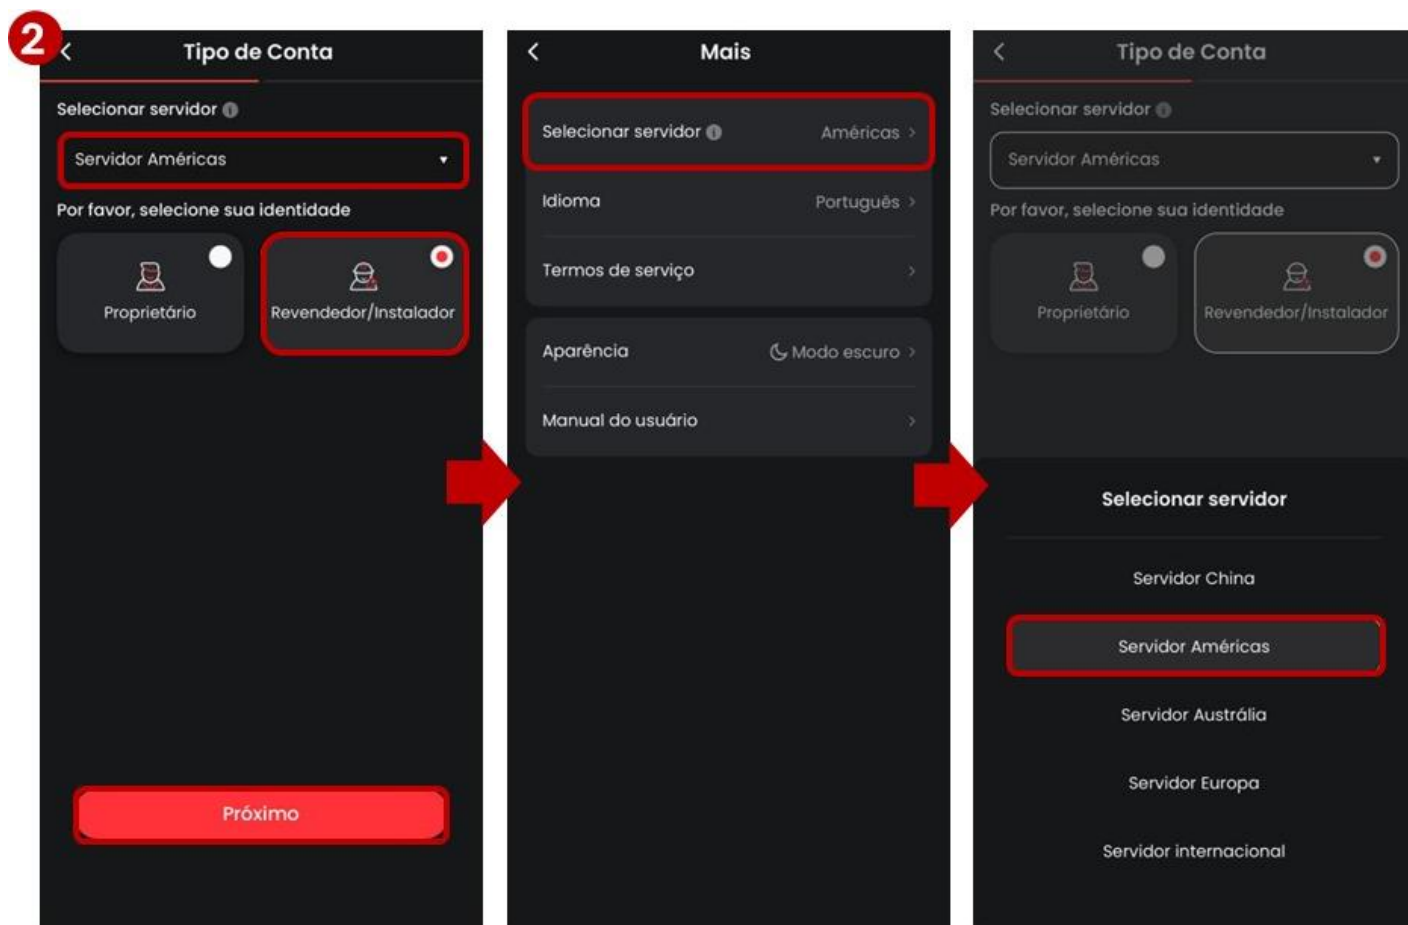 2
Tipo de Conta
Selecionar servidor
Servidor Américas
Por favor, selecione sua identidade
Proprietário
Revendedor/Instalador
Próximo
Mais
Selecionar servidor
Américas
Idioma
Português
Termos de serviço
Aparência
Modo escuro
Manual do usuário
Tipo de Conta
Selecionar servidor
Servidor Américas
Por favor, selecione sua identidade
Proprietário
Revendedor/Instalador
Selecionar servidor
Servidor China
Servidor Américas
Servidor Austrália
Servidor Europa
Servidor internacional